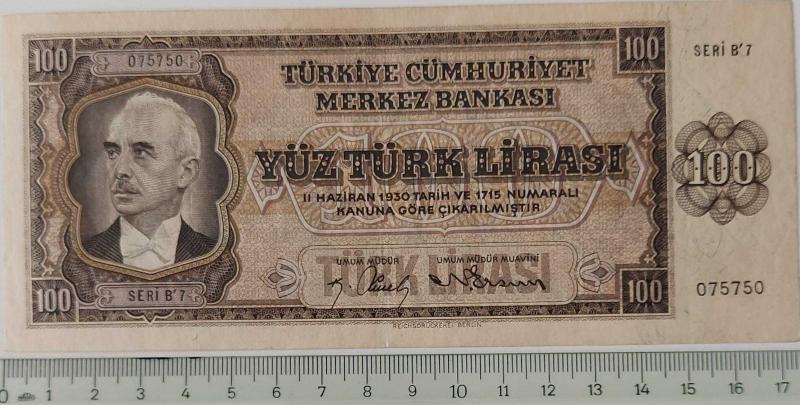 100
075750
100
SERİ B'7
TÜRKİYE CÜMHURİYET
MERKEZ BANKASI
100
YÜZ TÜRK LİRASI
11 HAZİRAN 1930 TARİH VE 1715 NUMARALI
KANUNA GÖRE ÇIKARILMIŞTIR
100
UMUM MÜDÜR
UMUM MÜDÜR MUAVİNİ
TÜRK LİRASI
100
SERİ B'7
100
075750
REICHSDRUCKEREI BERLIN
0 1 2 3 4 5 6 7 8 9 10 11 12 13 14 15 16 17